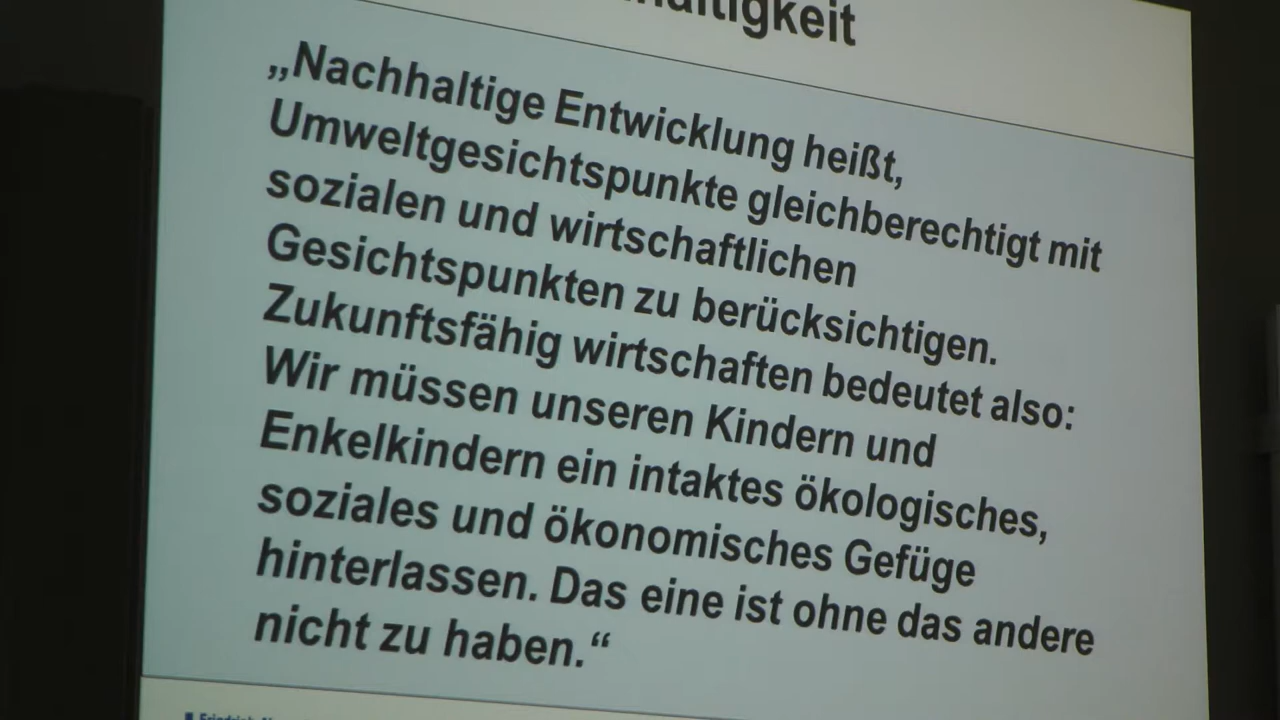 „Nachhaltige Entwicklung heißt,
Umweltgesichtspunkte gleichberechtigt mit
sozialen und wirtschaftlichen
Gesichtspunkten zu berücksichtigen.
Zukunftsfähig wirtschaften bedeutet also:
Wir müssen unseren Kindern und
Enkelkindern ein intaktes ökologisches,
soziales und ökonomisches Gefüge
hinterlassen. Das eine ist ohne das andere
nicht zu haben.“